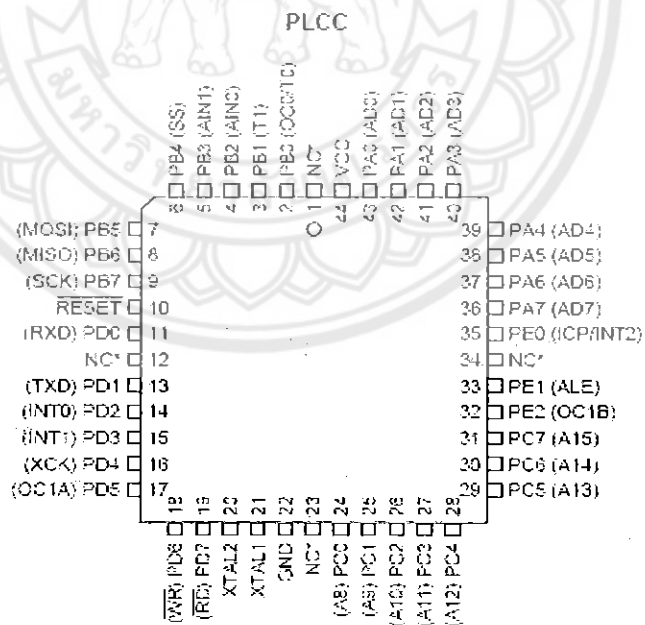 PLCC
PB4 (SS)
PB3 (AIN1)
PB2 (AIN0)
PB1 (T1)
PB0 (OC0/T0)
NC*
VCC
PA0 (AD0)
PA1 (AD1)
PA2 (AD2)
PA3 (AD3)
6 5 4 3 2 1 44 43 42 41 40
(MOSI) PB5 7
(MISO) PB6 8
(SCK) PB7 9
RESET 10
(RXD) PD0 11
NC* 12
(TXD) PD1 13
(INT0) PD2 14
(INT1) PD3 15
(XCK) PD4 16
(OC1A) PD5 17
39 PA4 (AD4)
38 PA5 (AD5)
37 PA6 (AD6)
36 PA7 (AD7)
35 PE0 (ICP/INT2)
34 NC*
33 PE1 (ALE)
32 PE2 (OC1B)
31 PC7 (A15)
30 PC6 (A14)
29 PC5 (A13)
18 19 20 21 22 23 24 25 26 27 28
(WR) PD6
(RD) PD7
XTAL2
XTAL1
GND
NC*
(A8) PC0
(A9) PC1
(A10) PC2
(A11) PC3
(A12) PC4